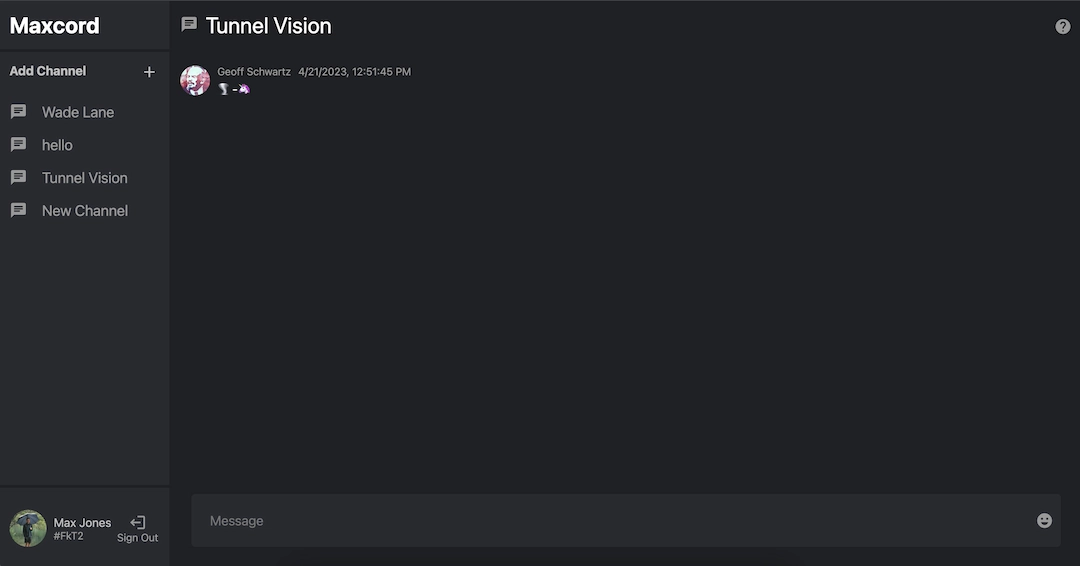 Maxcord
Add Channel +
Wade Lane
hello
Tunnel Vision
New Channel
Max Jones
#FkT2
Sign Out
Tunnel Vision
?
Geoff Schwartz 4/21/2023, 12:51:45 PM
🌪️-🦄
Message